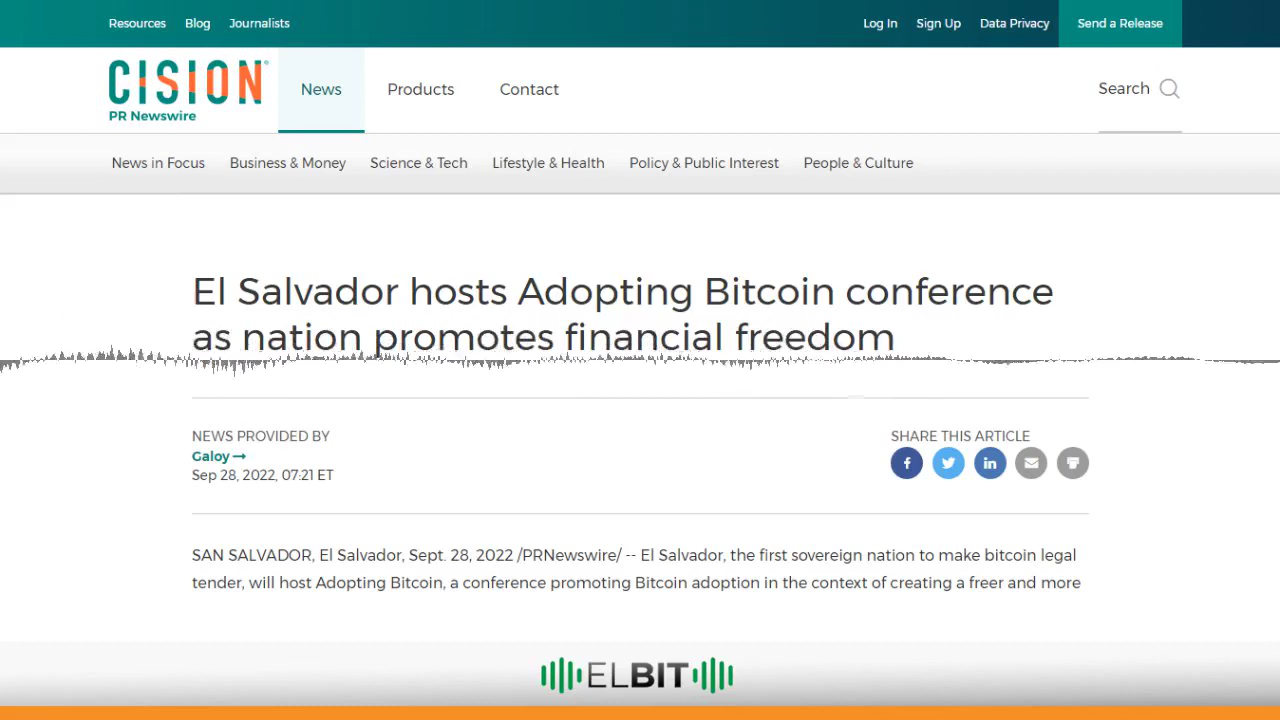 Resources Blog Journalists Log In Sign Up Data Privacy Send a Release
CISION
PR Newswire
News Products Contact Search
News in Focus Business & Money Science & Tech Lifestyle & Health Policy & Public Interest People & Culture
El Salvador hosts Adopting Bitcoin conference
as nation promotes financial freedom
NEWS PROVIDED BY
Galoy →
Sep 28, 2022, 07:21 ET
SHARE THIS ARTICLE
SAN SALVADOR, El Salvador, Sept. 28, 2022 /PRNewswire/ -- El Salvador, the first sovereign nation to make bitcoin legal
tender, will host Adopting Bitcoin, a conference promoting Bitcoin adoption in the context of creating a freer and more
ELBIT